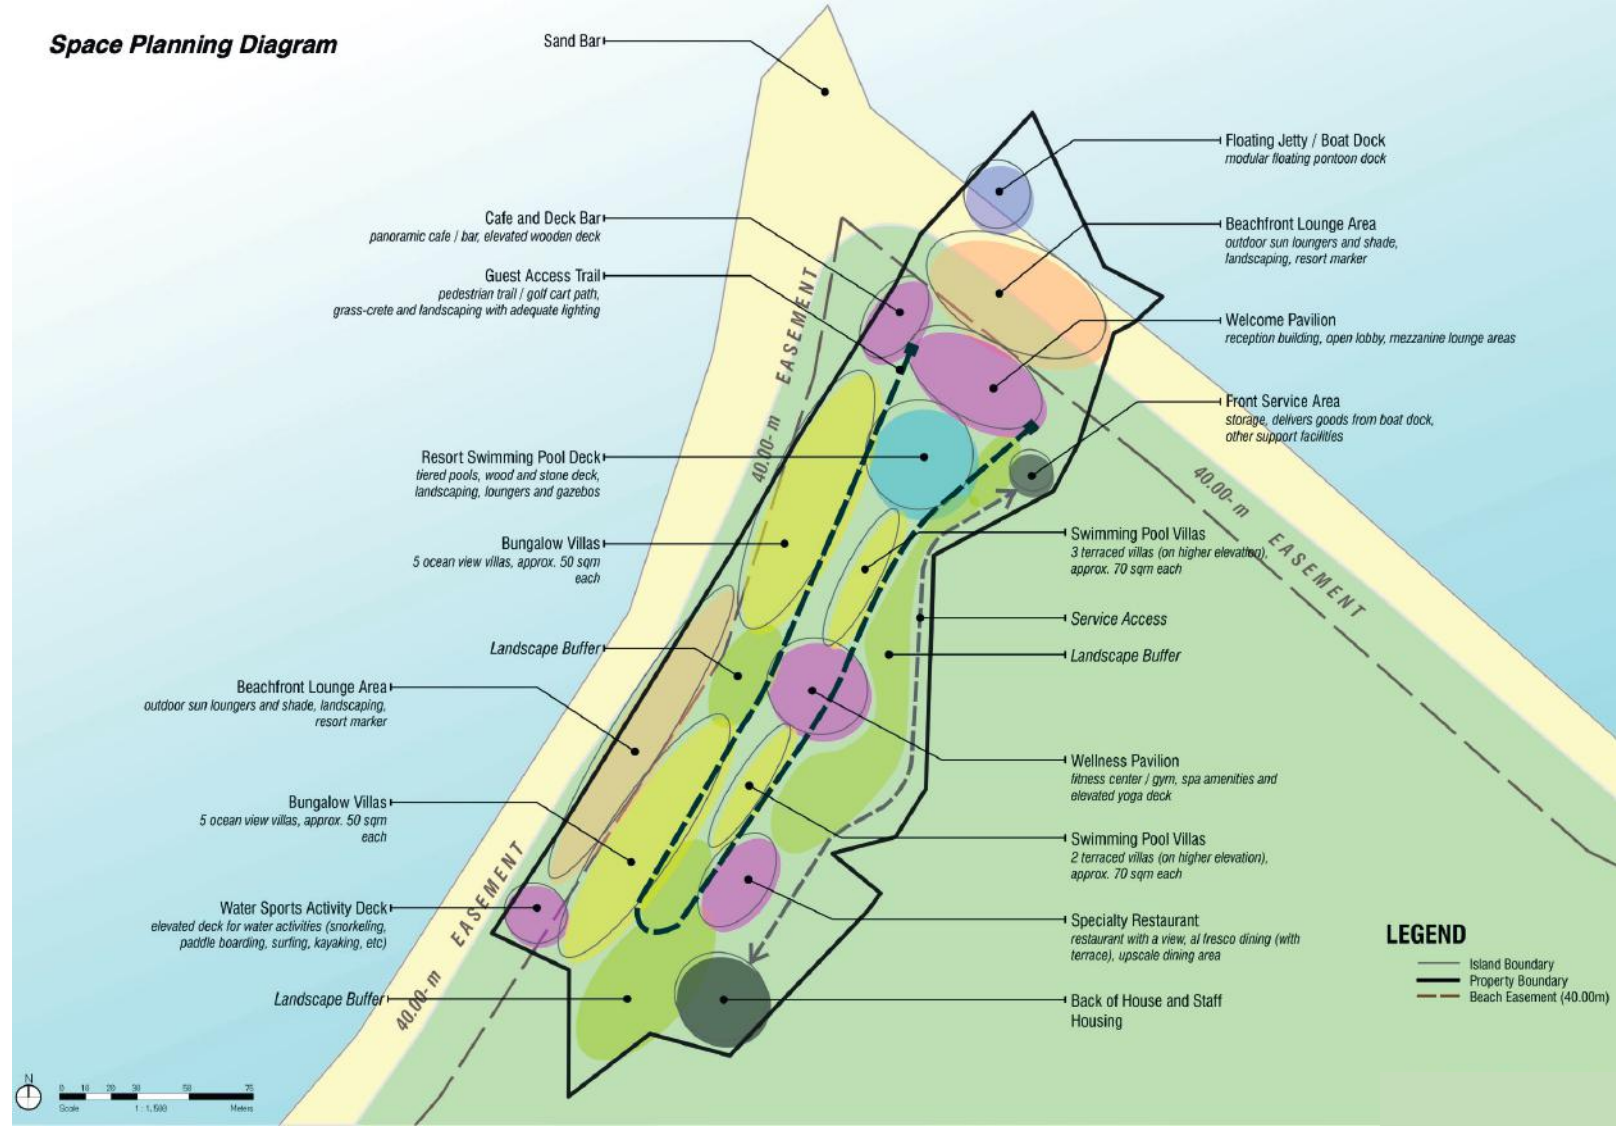 Space Planning Diagram
Sand Bar
Cafe and Deck Bar
panoramic cafe / bar, elevated wooden deck
Guest Access Trail
pedestrian trail / golf cart path,
grass-crete and landscaping with adequate lighting
Resort Swimming Pool Deck
tiered pools, wood and stone deck,
landscaping, loungers and gazebos
Bungalow Villas
5 ocean view villas, approx. 50 sqm
each
Landscape Buffer
Beachfront Lounge Area
outdoor sun loungers and shade, landscaping,
resort marker
Bungalow Villas
5 ocean view villas, approx. 50 sqm
each
Water Sports Activity Deck
elevated deck for water activities (snorkeling,
paddle boarding, surfing, kayaking, etc)
Landscape Buffer
40.00- m EASEMENT
40.00- m EASEMENT
40.00- m EASEMENT
Floating Jetty / Boat Dock
modular floating pontoon dock
Beachfront Lounge Area
outdoor sun loungers and shade,
landscaping, resort marker
Welcome Pavilion
reception building, open lobby, mezzanine lounge areas
Front Service Area
storage, delivers goods from boat dock,
other support facilities
Swimming Pool Villas
3 terraced villas (on higher elevation),
approx. 70 sqm each
Service Access
Landscape Buffer
Wellness Pavilion
fitness center / gym, spa amenities and
elevated yoga deck
Swimming Pool Villas
2 terraced villas (on higher elevation),
approx. 70 sqm each
Specialty Restaurant
restaurant with a view, al fresco dining (with
terrace), upscale dining area
Back of House and Staff
Housing
LEGEND
Island Boundary
Property Boundary
Beach Easement (40.00m)
N
0 10 20 30 50 75
Scale 1 : 1,500 Meters